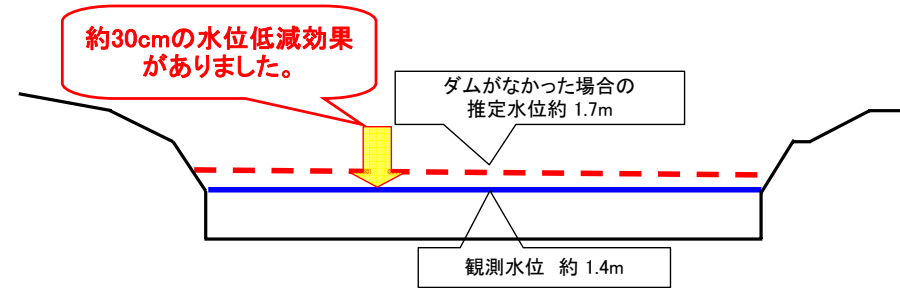 約30cmの水位低減効果
がありました。
ダムがなかった場合の
推定水位約 1.7m
観測水位 約 1.4m